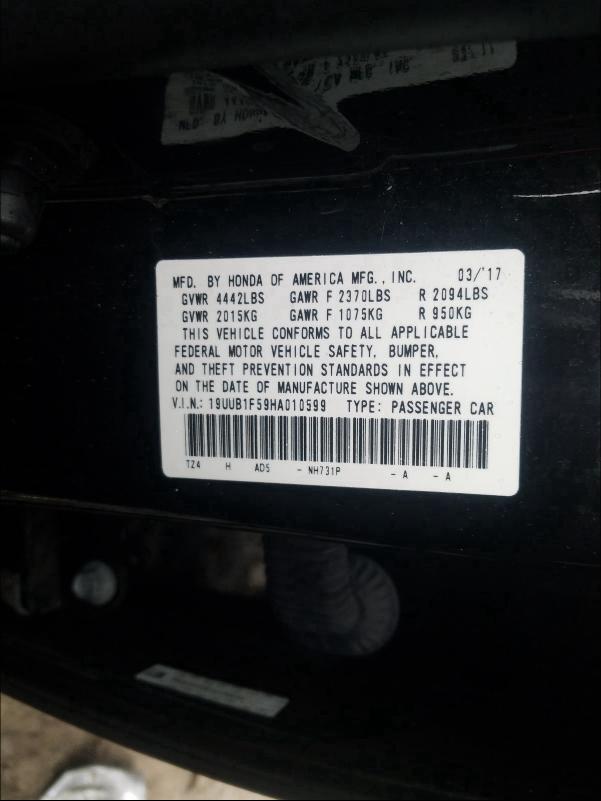 MFD. BY HONDA OF AMERICA MFG., INC. 03/'17
GVWR 4442LBS GAWR F 2370LBS R 2094LBS
GVWR 2015KG GAWR F 1075KG R 950KG
THIS VEHICLE CONFORMS TO ALL APPLICABLE
FEDERAL MOTOR VEHICLE SAFETY, BUMPER,
AND THEFT PREVENTION STANDARDS IN EFFECT
ON THE DATE OF MANUFACTURE SHOWN ABOVE.
V.I.N.: 19UUB1F59HA010599 TYPE: PASSENGER CAR
T24 H AD5 - NH731P - A - A